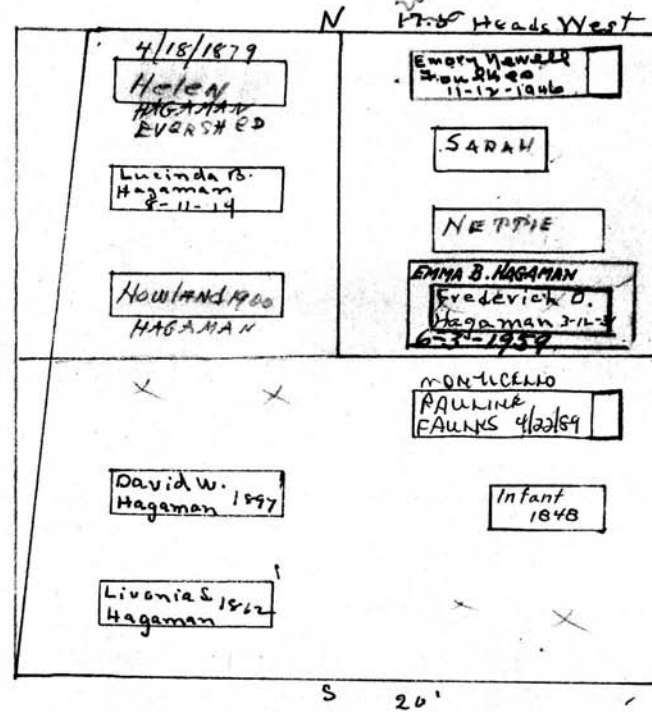 N
Heads West
4/18/1879
Helen
HAGAMAN
EVERSHED
Lucinda B.
Hagaman
8-11-14
Howland 1900
HAGAMAN
Emory Newell
11-12-1946
SARAH
NETTIE
EMMA B. HAGAMAN
Frederick O.
Hagaman 3-12-
6-3-1959
MONTICELLO
PAULINE
4/22/89
David W.
Hagaman 1897
Infant
1848
Livonia S.
Hagaman 1862
S
20'